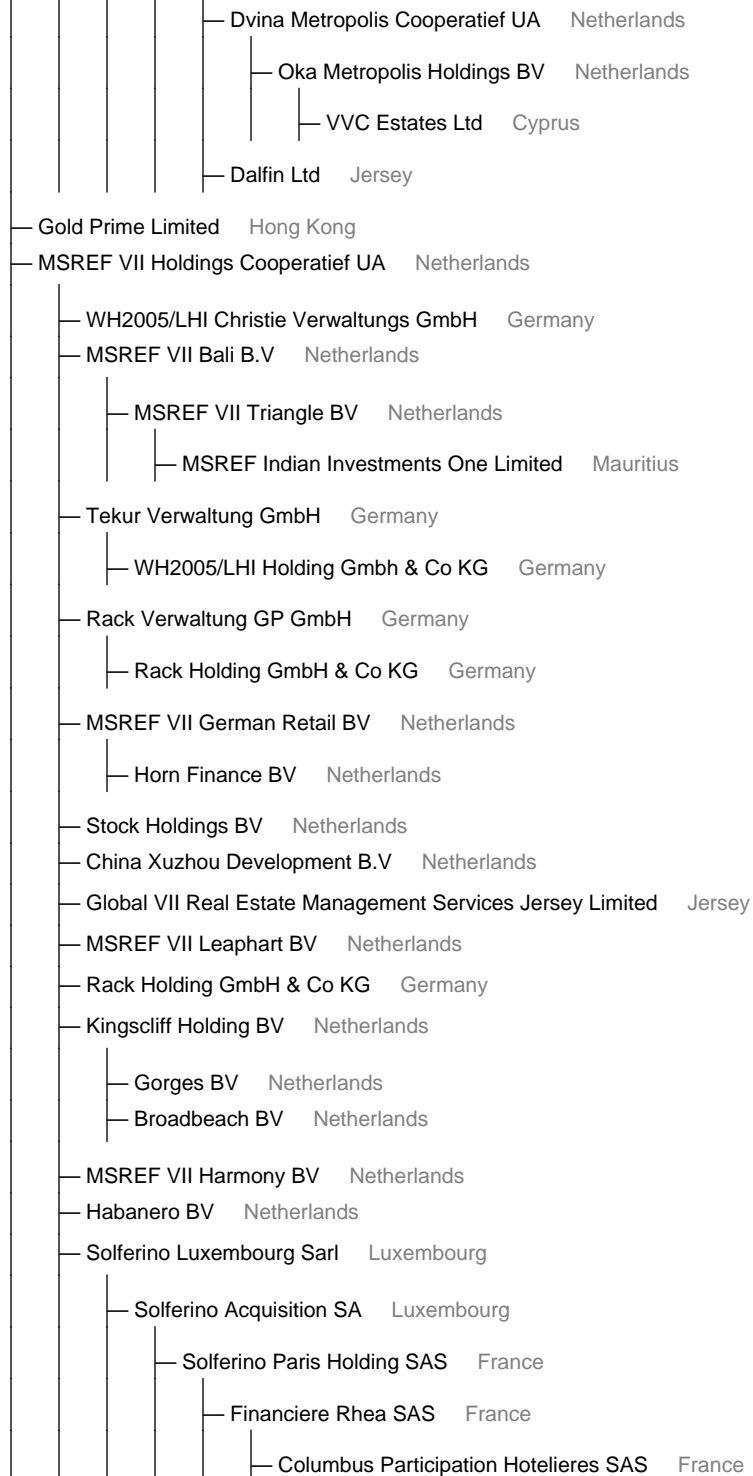 Dvina Metropolis Cooperatief UA Netherlands
Oka Metropolis Holdings BV Netherlands
VVC Estates Ltd Cyprus
Dalfin Ltd Jersey
Gold Prime Limited Hong Kong
MSREF VII Holdings Cooperatief UA Netherlands
WH2005/LHI Christie Verwaltungs GmbH Germany
MSREF VII Bali B.V Netherlands
MSREF VII Triangle BV Netherlands
MSREF Indian Investments One Limited Mauritius
Tekur Verwaltung GmbH Germany
WH2005/LHI Holding Gmbh & Co KG Germany
Rack Verwaltung GP GmbH Germany
Rack Holding GmbH & Co KG Germany
MSREF VII German Retail BV Netherlands
Horn Finance BV Netherlands
Stock Holdings BV Netherlands
China Xuzhou Development B.V Netherlands
Global VII Real Estate Management Services Jersey Limited Jersey
MSREF VII Leaphart BV Netherlands
Rack Holding GmbH & Co KG Germany
Kingscliff Holding BV Netherlands
Gorges BV Netherlands
Broadbeach BV Netherlands
MSREF VII Harmony BV Netherlands
Habanero BV Netherlands
Solferino Luxembourg Sarl Luxembourg
Solferino Acquisition SA Luxembourg
Solferino Paris Holding SAS France
Financiere Rhea SAS France
Columbus Participation Hotelieres SAS France